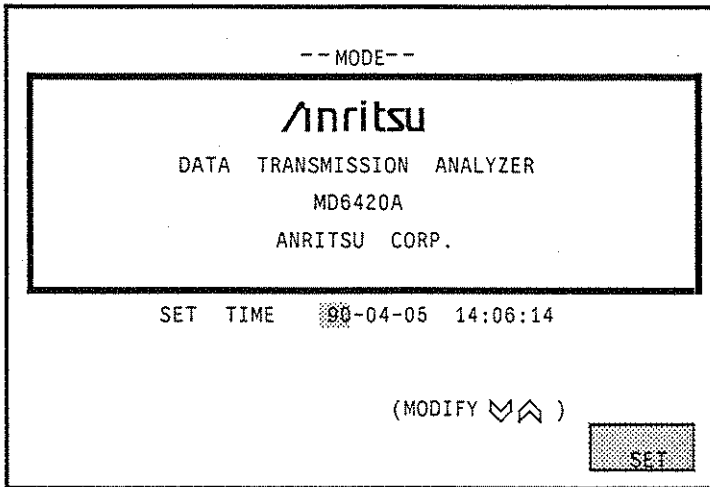 --MODE--
Anritsu
DATA TRANSMISSION ANALYZER
MD6420A
ANRITSU CORP.
SET TIME 90-04-05 14:06:14
(MODIFY )
SET